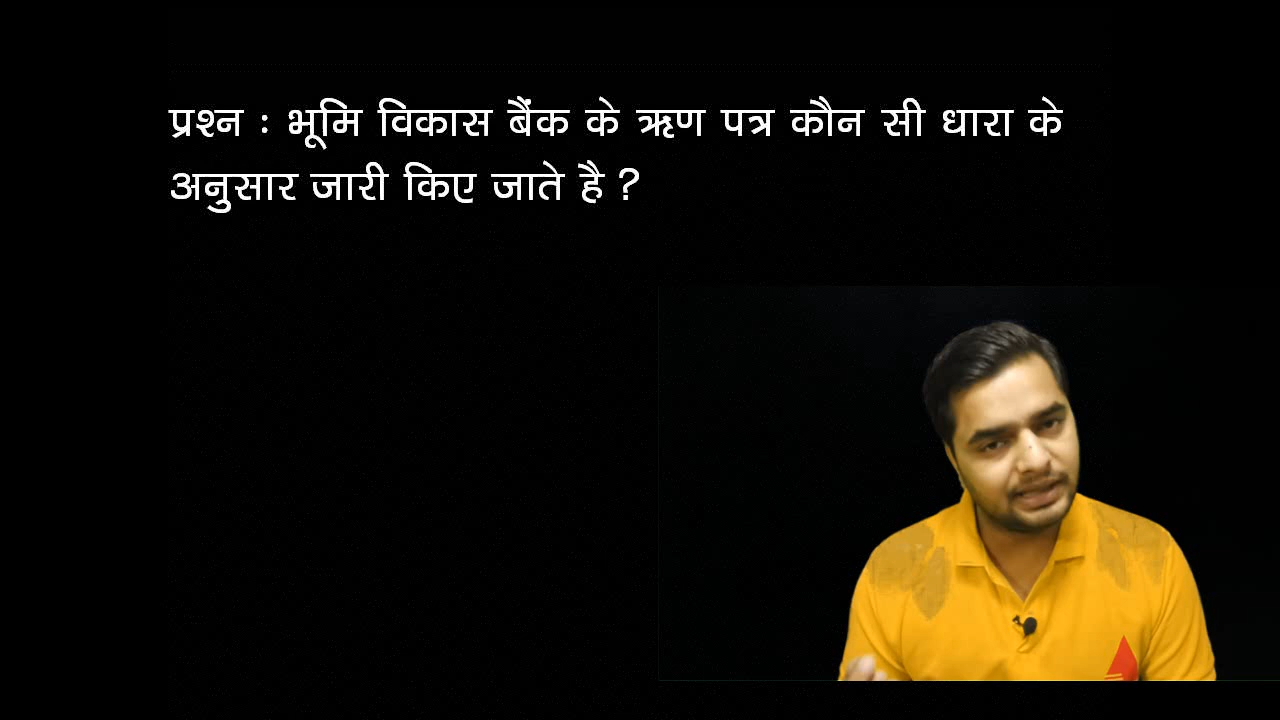 प्रश्न : भूमि विकास बैंक के ऋण पत्र कौन सी धारा के
अनुसार जारी किए जाते है ?